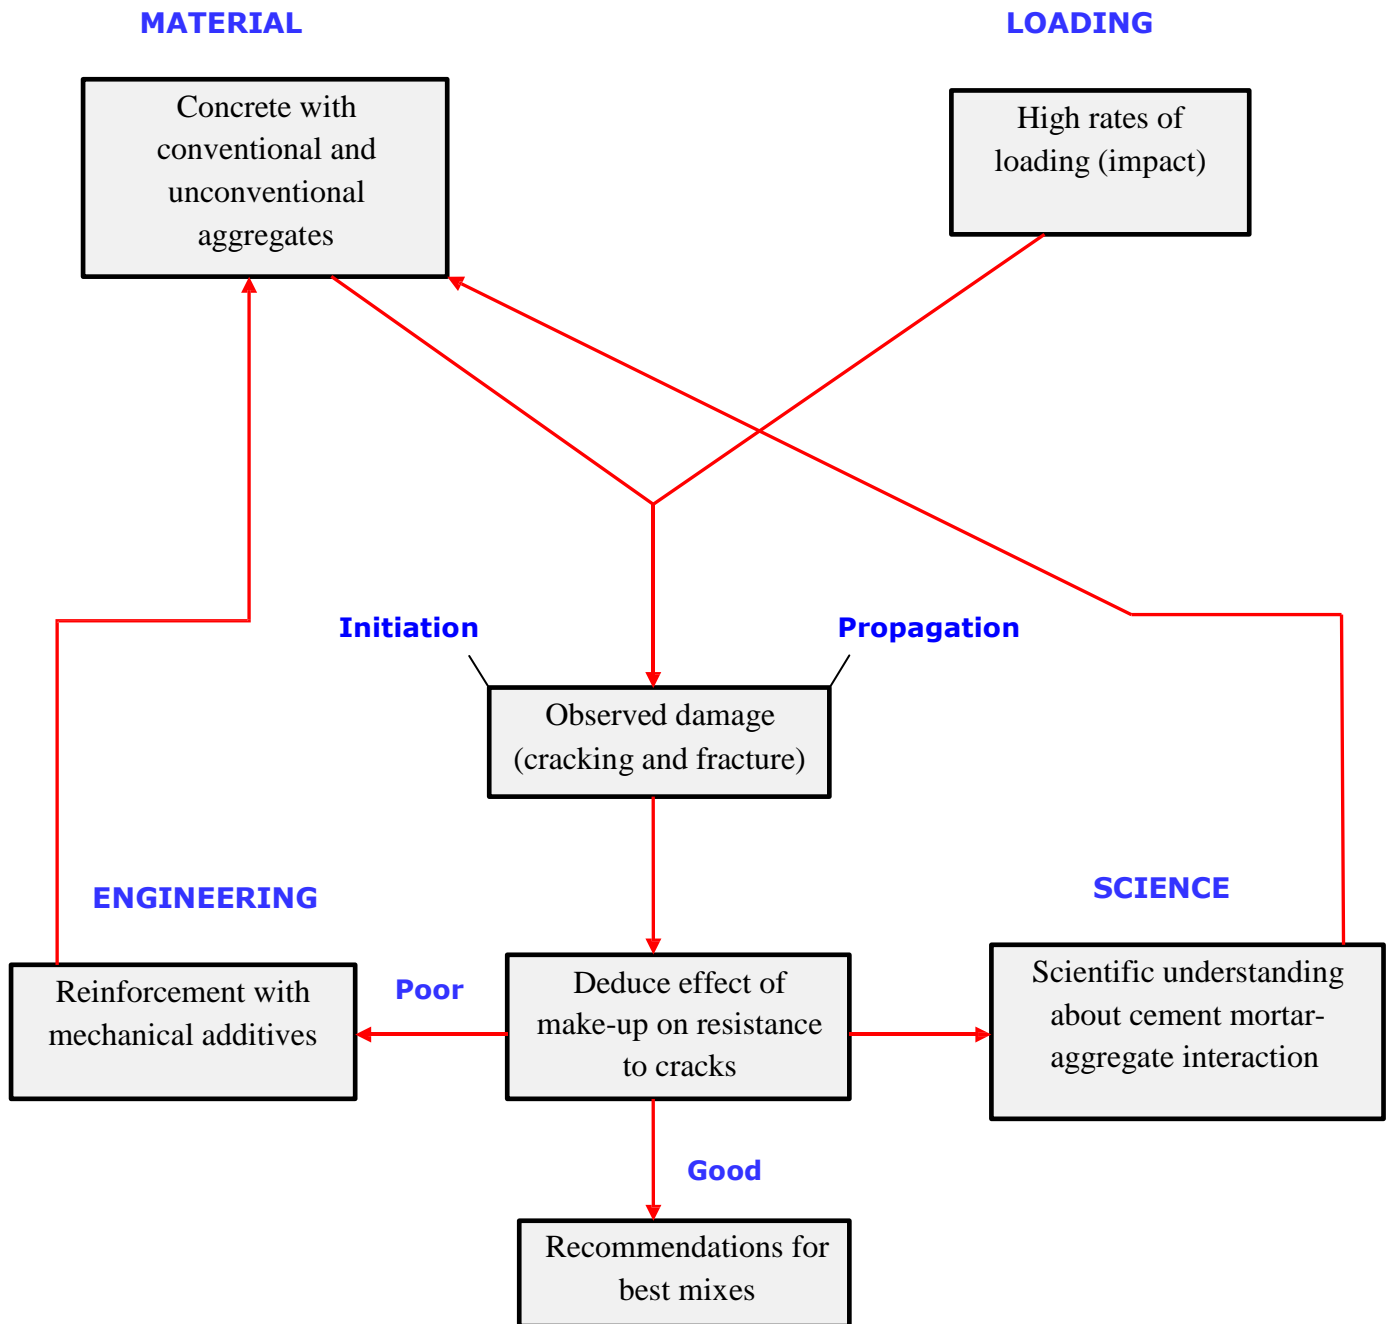 MATERIAL
LOADING
Concrete with
conventional and
unconventional
aggregates
High rates of
loading (impact)
Initiation
Propagation
Observed damage
(cracking and fracture)
ENGINEERING
SCIENCE
Reinforcement with
mechanical additives
Poor
Deduce effect of
make-up on resistance
to cracks
Scientific understanding
about cement mortar-
aggregate interaction
Good
Recommendations for
best mixes